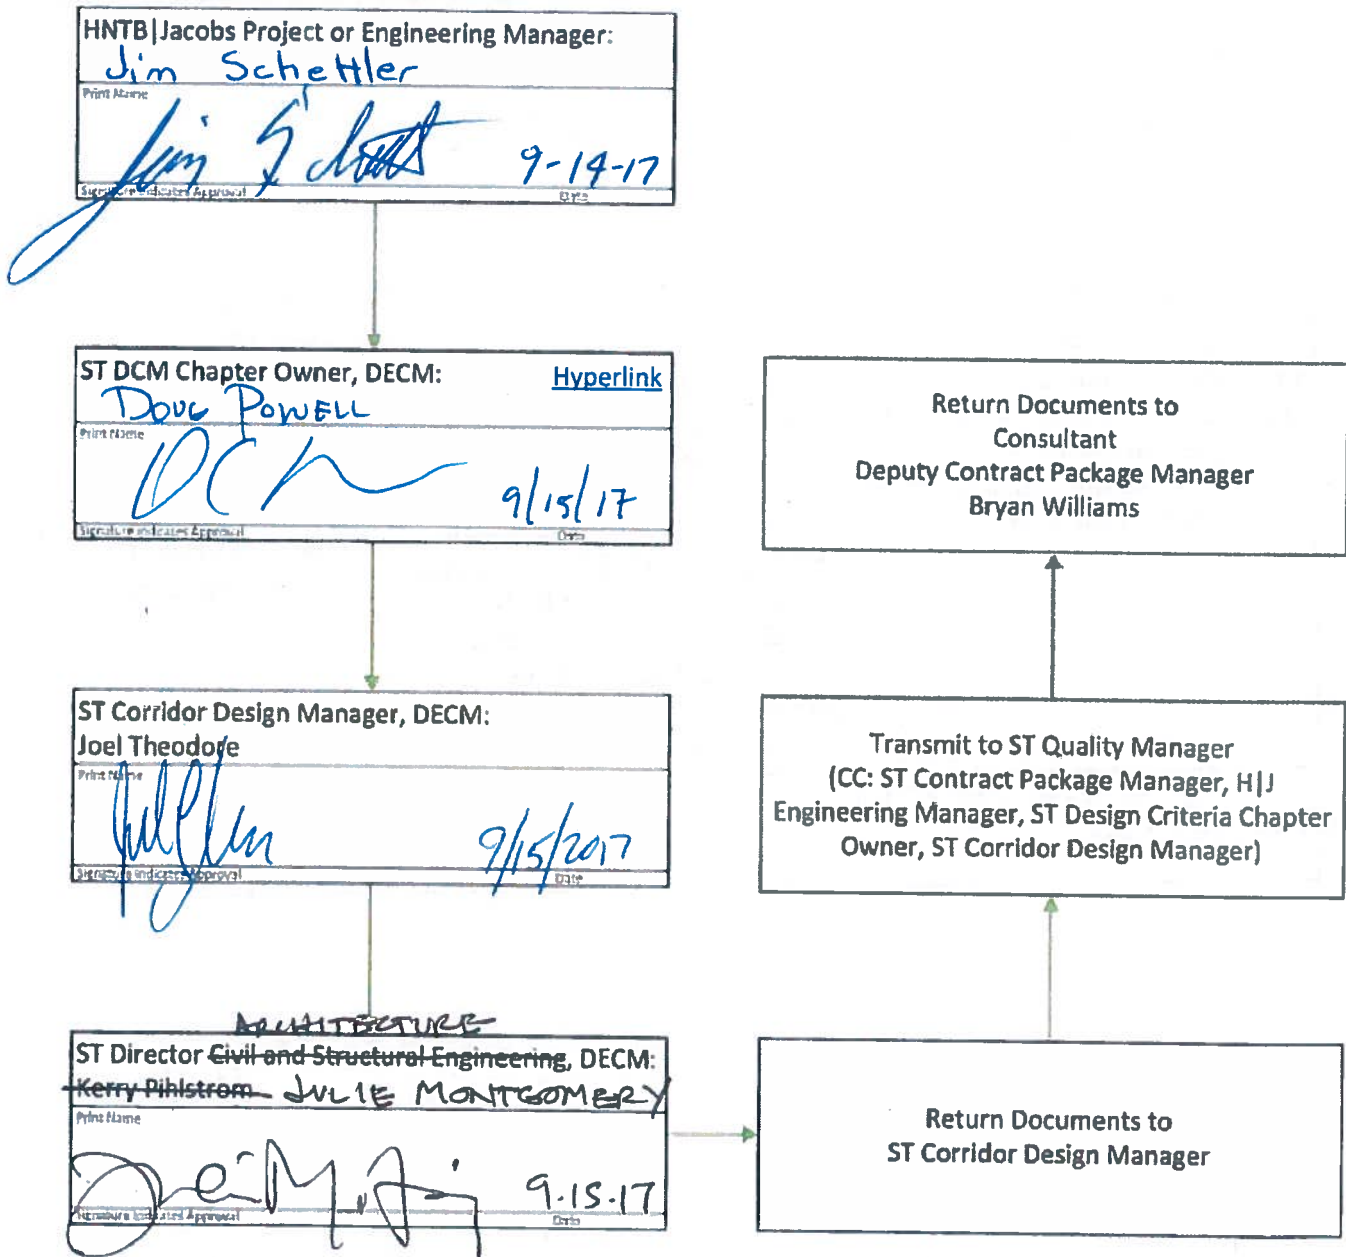 HNTB|Jacobs Project or Engineering Manager:
Jim Schettler
Print Name
9-14-17
Signature Indicates Approval
Date
ST DCM Chapter Owner, DECM: Hyperlink
DOUG POWELL
Print Name
9/15/17
Signature Indicates Approval
Date
ST Corridor Design Manager, DECM:
Joel Theodore
Print Name
9/15/2017
Signature Indicates Approval
Date
ARCHITECTURE
ST Director Civil and Structural Engineering, DECM:
Kerry Pihlstrom JULIE MONTGOMERY
Print Name
9.15.17
Signature Indicates Approval
Date
Return Documents to
ST Corridor Design Manager
Transmit to ST Quality Manager
(CC: ST Contract Package Manager, H|J
Engineering Manager, ST Design Criteria Chapter
Owner, ST Corridor Design Manager)
Return Documents to
Consultant
Deputy Contract Package Manager
Bryan Williams